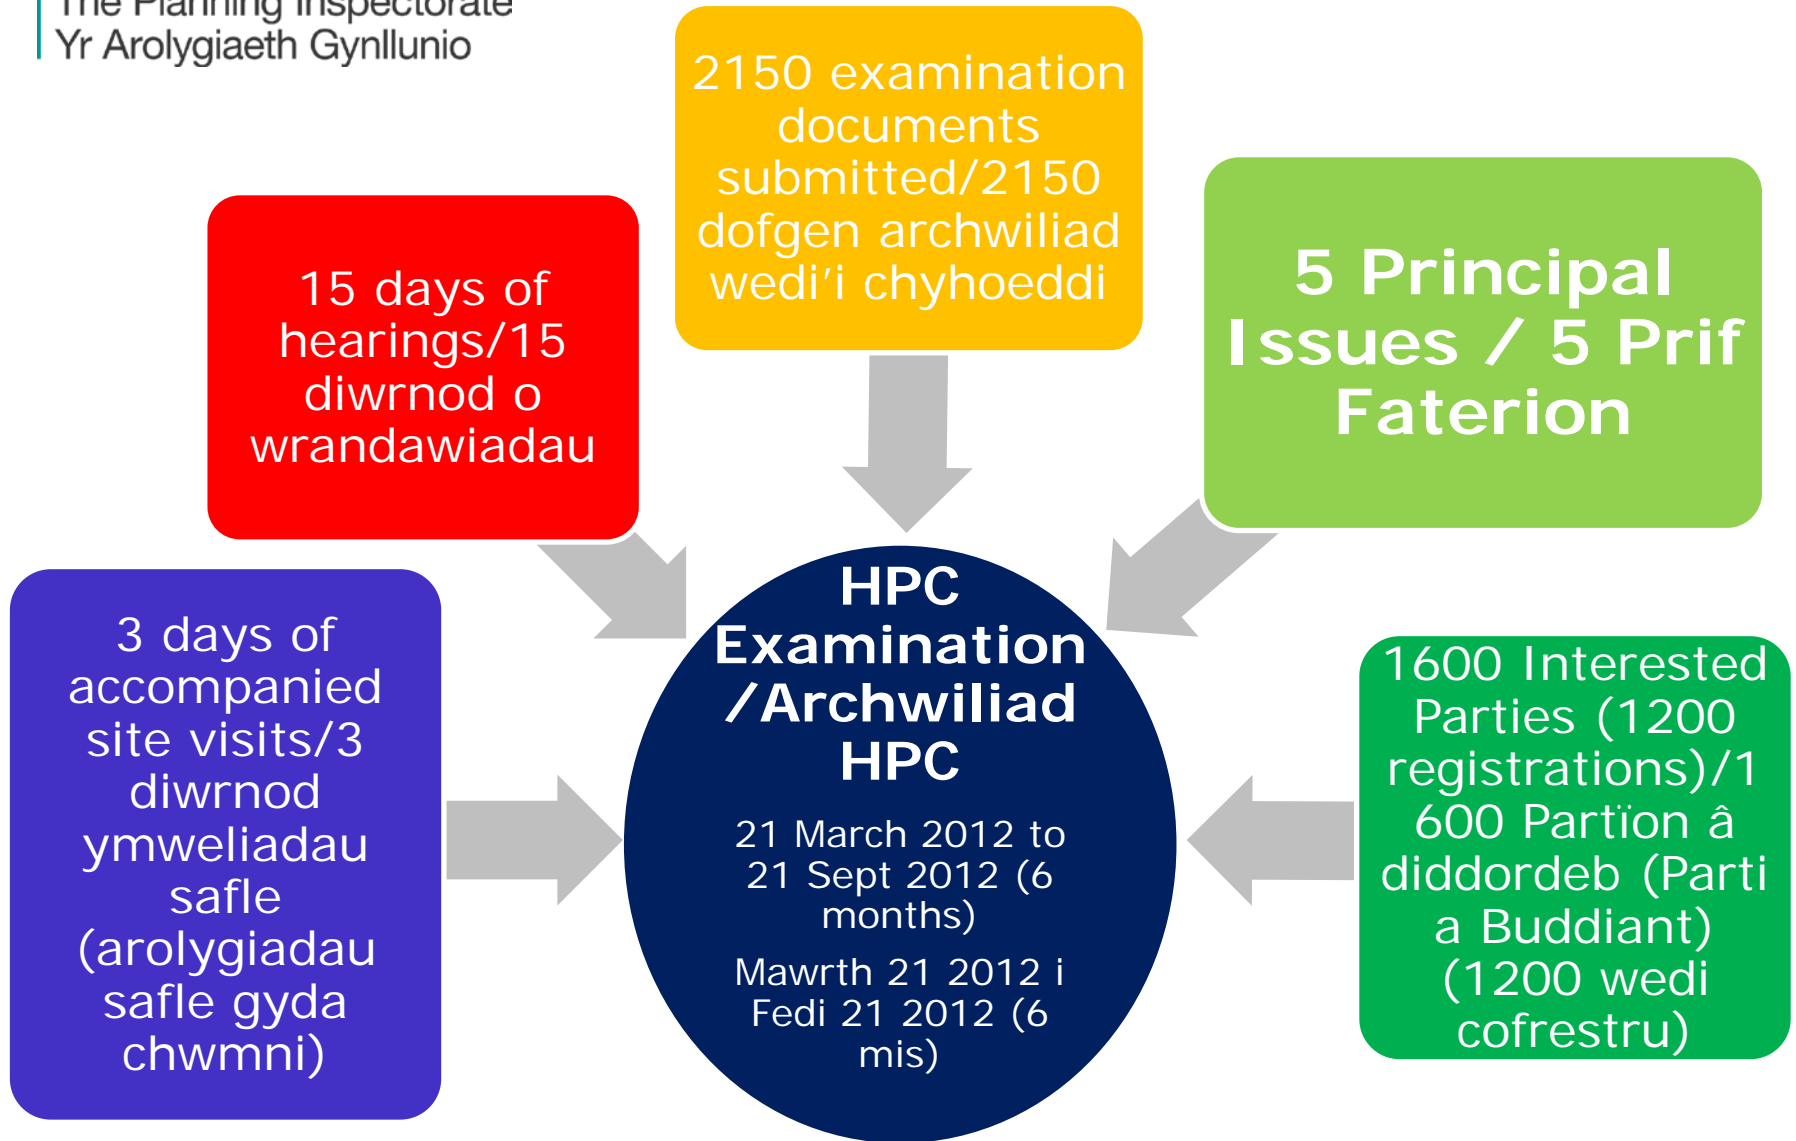 The Planning Inspectorate
Yr Arolygiaeth Gynllunio
2150 examination
documents
submitted/2150
dofgen archwiliad
wedi'i chyhoeddi
15 days of
hearings/15
diwrnod o
wrandawiadau
5 Principal
Issues / 5 Prif
Faterion
3 days of
accompanied
site visits/3
diwrnod
ymweliadau
safle
(arolygiadau
safle gyda
chwmni)
HPC
Examination
/Archwiliad
HPC
21 March 2012 to
21 Sept 2012 (6
months)
Mawrth 21 2012 i
Fedi 21 2012 (6
mis)
1600 Interested
Parties (1200
registrations)/1
600 Partïon â
diddordeb (Parti
a Buddiant)
(1200 wedi
cofrestru)